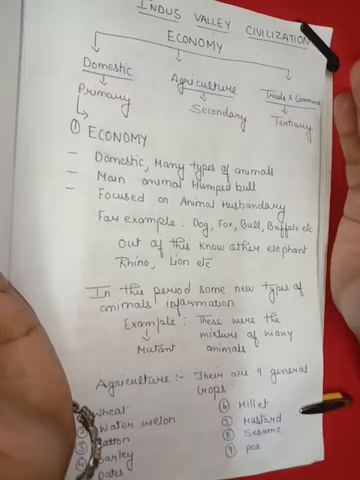 INDUS VALLEY CIVILIZATION
ECONOMY
Domestic Agriculture Trade & Commerce
Primary Secondary Tertiary
① ECONOMY
- Domestic, Many types of animals
- Main animal Humped bull
- Focused on Animal Husbandary
For example : Dog, Fox, Bull, Buffalo etc
Out of this know other elephant
Rhino, Lion etc
In this period some new types of
animals information
Example : These were the
mixture of many
Mutant animals
Agriculture :- Their are 9 general
crops
Wheat
Water melon
③ Cotton
④ Barley
Dates
⑥ Millet
⑦ Mustard
⑧ Sesame
⑨ pea